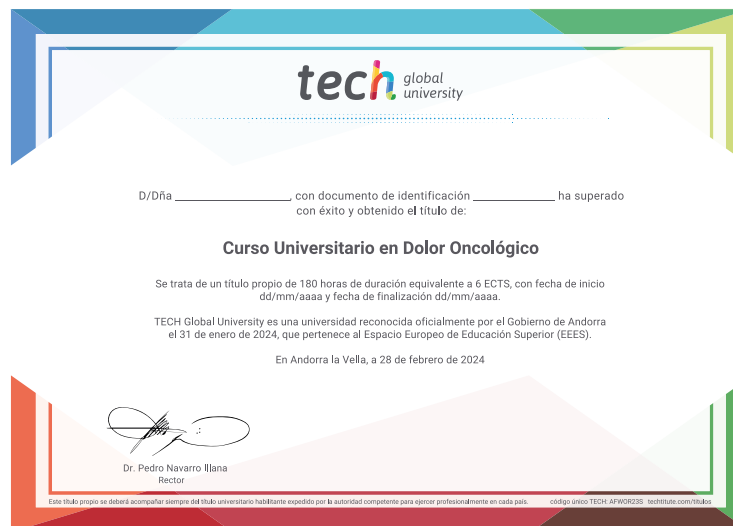 tech global university
D/Dña ____________________, con documento de identificación ______________ ha superado
con éxito y obtenido el título de:
Curso Universitario en Dolor Oncológico
Se trata de un título propio de 180 horas de duración equivalente a 6 ECTS, con fecha de inicio
dd/mm/aaaa y fecha de finalización dd/mm/aaaa.
TECH Global University es una universidad reconocida oficialmente por el Gobierno de Andorra
el 31 de enero de 2024, que pertenece al Espacio Europeo de Educación Superior (EEES).
En Andorra la Vella, a 28 de febrero de 2024
Dr. Pedro Navarro Illana
Rector
Este título propio se deberá acompañar siempre del título universitario habilitante expedido por la autoridad competente para ejercer profesionalmente en cada país. código único TECH: AFWOR23S techtitute.com/titulos